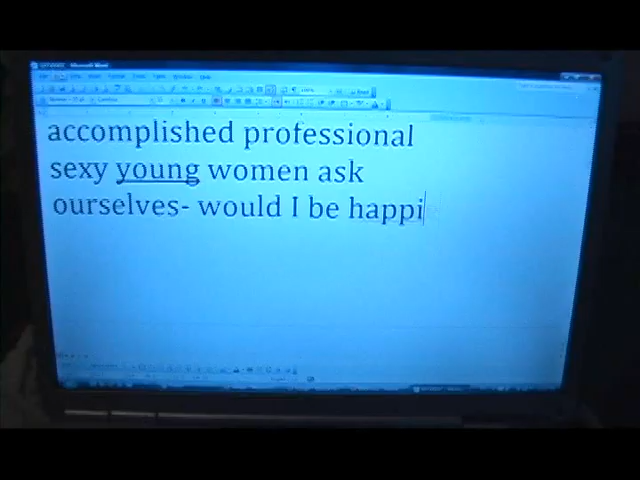 accomplished professional
sexy young women ask
ourselves- would I be happi